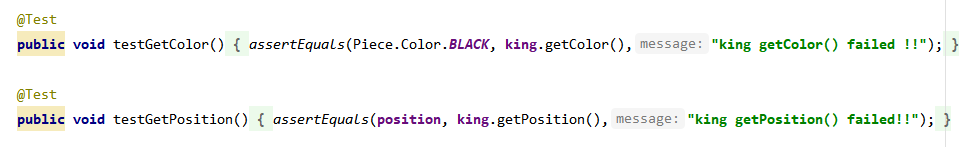 @Test
public void testGetColor() { assertEquals(Piece.Color.BLACK, king.getColor(), message: "king getColor() failed !!"); }
@Test
public void testGetPosition() { assertEquals(position, king.getPosition(), message: "king getPosition() failed!!"); }